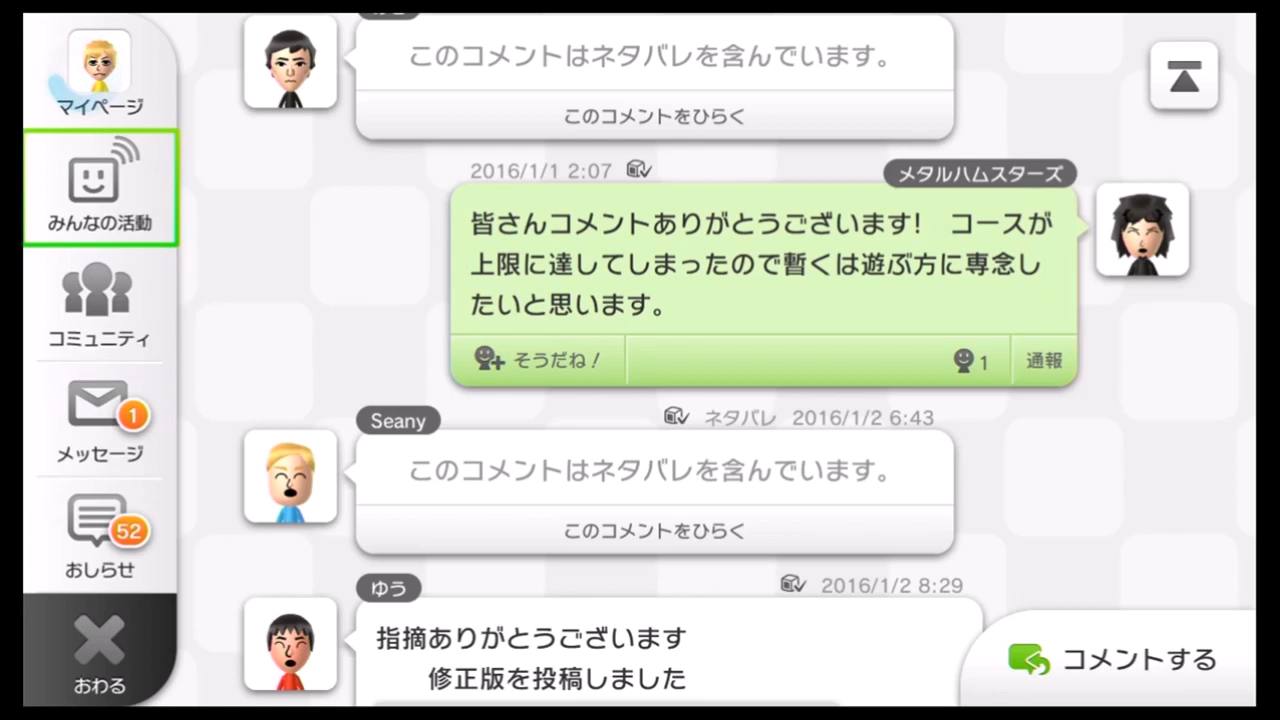 マイページ
みんなの活動
コミュニティ
1
メッセージ
52
おしらせ
おわる
このコメントはネタバレを含んでいます。
このコメントをひらく
2016/1/1 2:07
メタルハムスターズ
皆さんコメントありがとうございます! コースが
上限に達してしまったので暫くは遊ぶ方に専念し
たいと思います。
そうだね!
1
通報
Seany
ネタバレ 2016/1/2 6:43
このコメントはネタバレを含んでいます。
このコメントをひらく
ゆう
2016/1/2 8:29
指摘ありがとうございます
修正版を投稿しました
コメントする